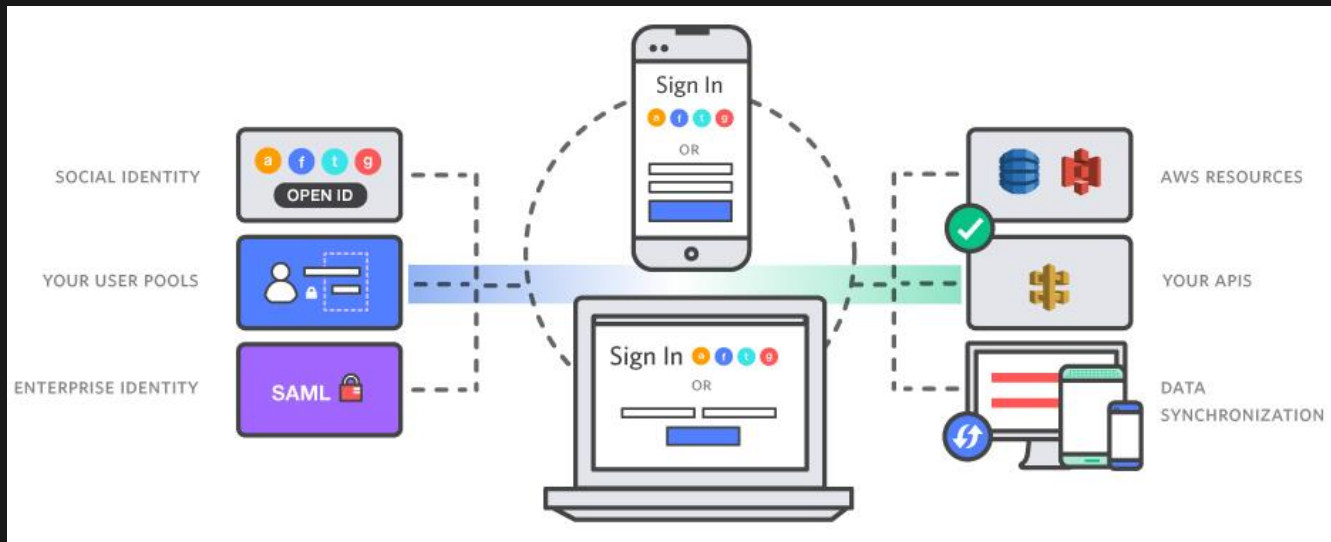 SOCIAL IDENTITY
a f t g
OPEN ID
YOUR USER POOLS
ENTERPRISE IDENTITY
SAML
Sign In
a f t g
OR
Sign In a f t g
OR
AWS RESOURCES
YOUR APIS
DATA
SYNCHRONIZATION